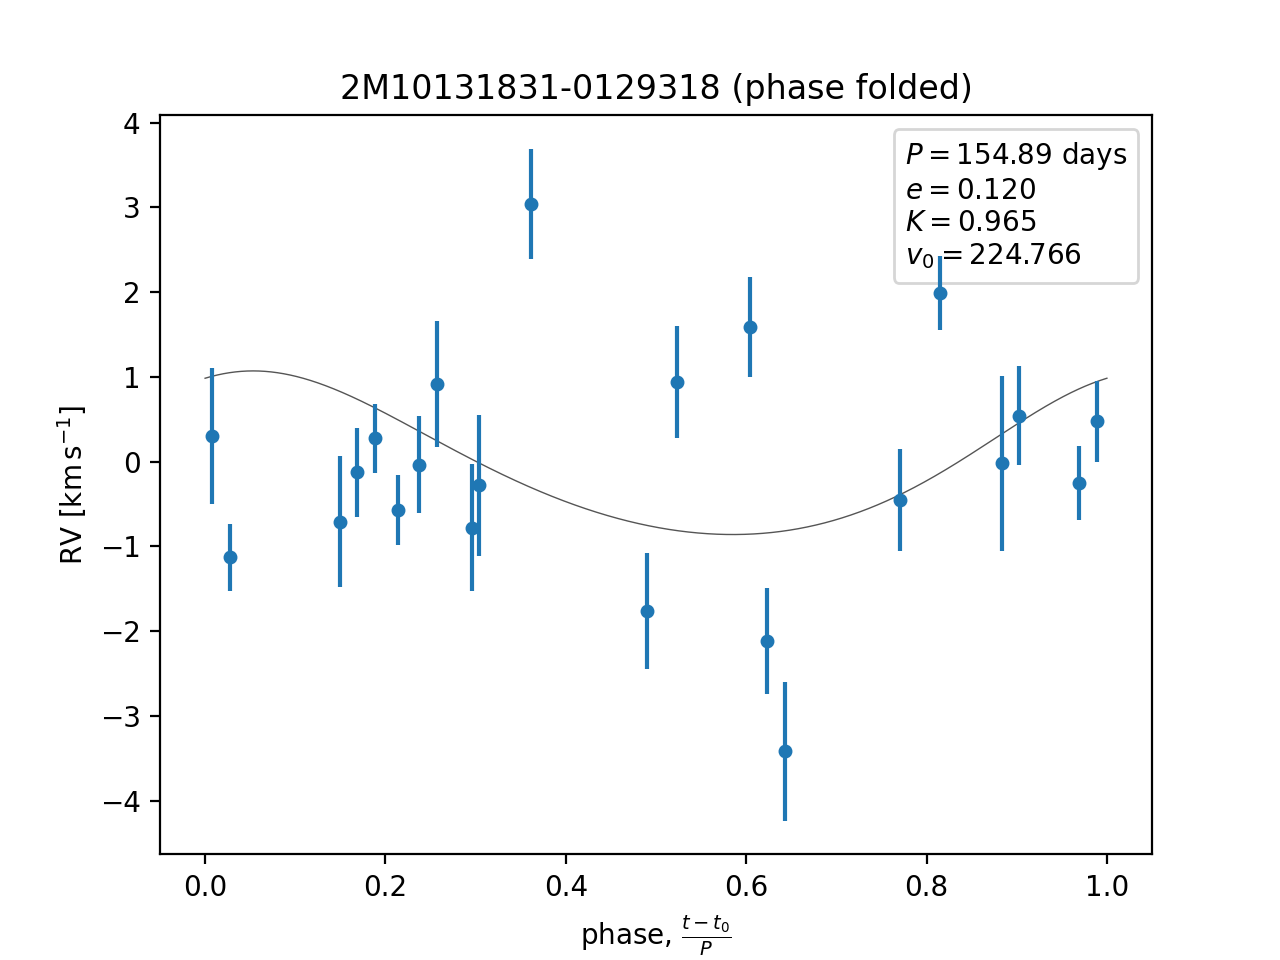 2M10131831-0129318 (phase folded)
P = 154.89 days
e = 0.120
K = 0.965
v₀ = 224.766
RV [km s⁻¹]
4
3
2
1
0
−1
−2
−3
−4
0.0 0.2 0.4 0.6 0.8 1.0
phase, (t − t₀)/P